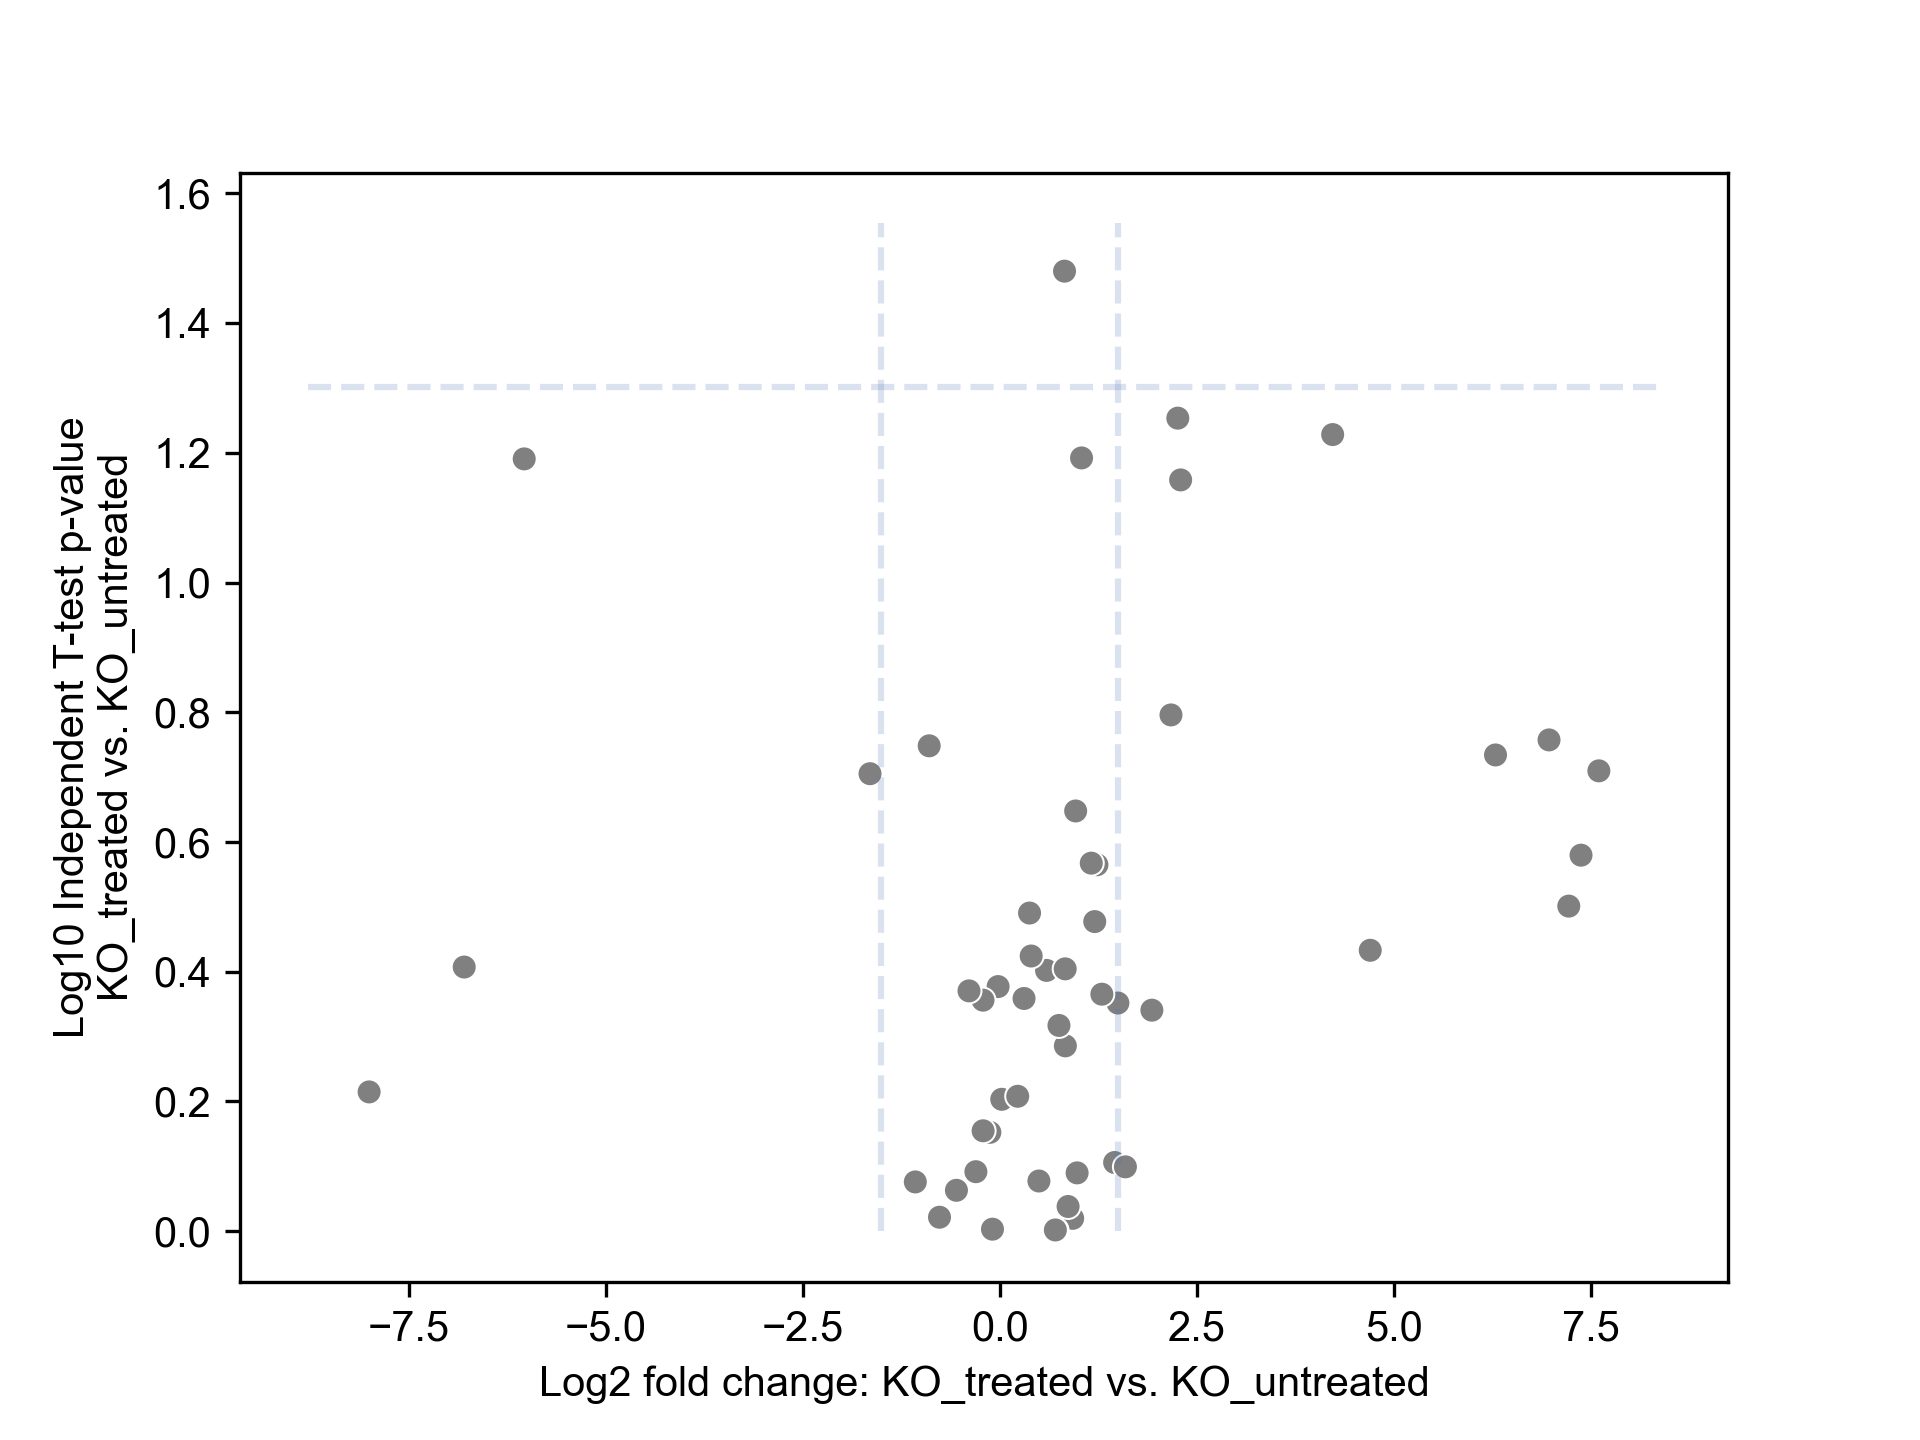 Log10 Independent T-test p-value
KO_treated vs. KO_untreated
1.6
1.4
1.2
1.0
0.8
0.6
0.4
0.2
0.0
−7.5 −5.0 −2.5 0.0 2.5 5.0 7.5
Log2 fold change: KO_treated vs. KO_untreated